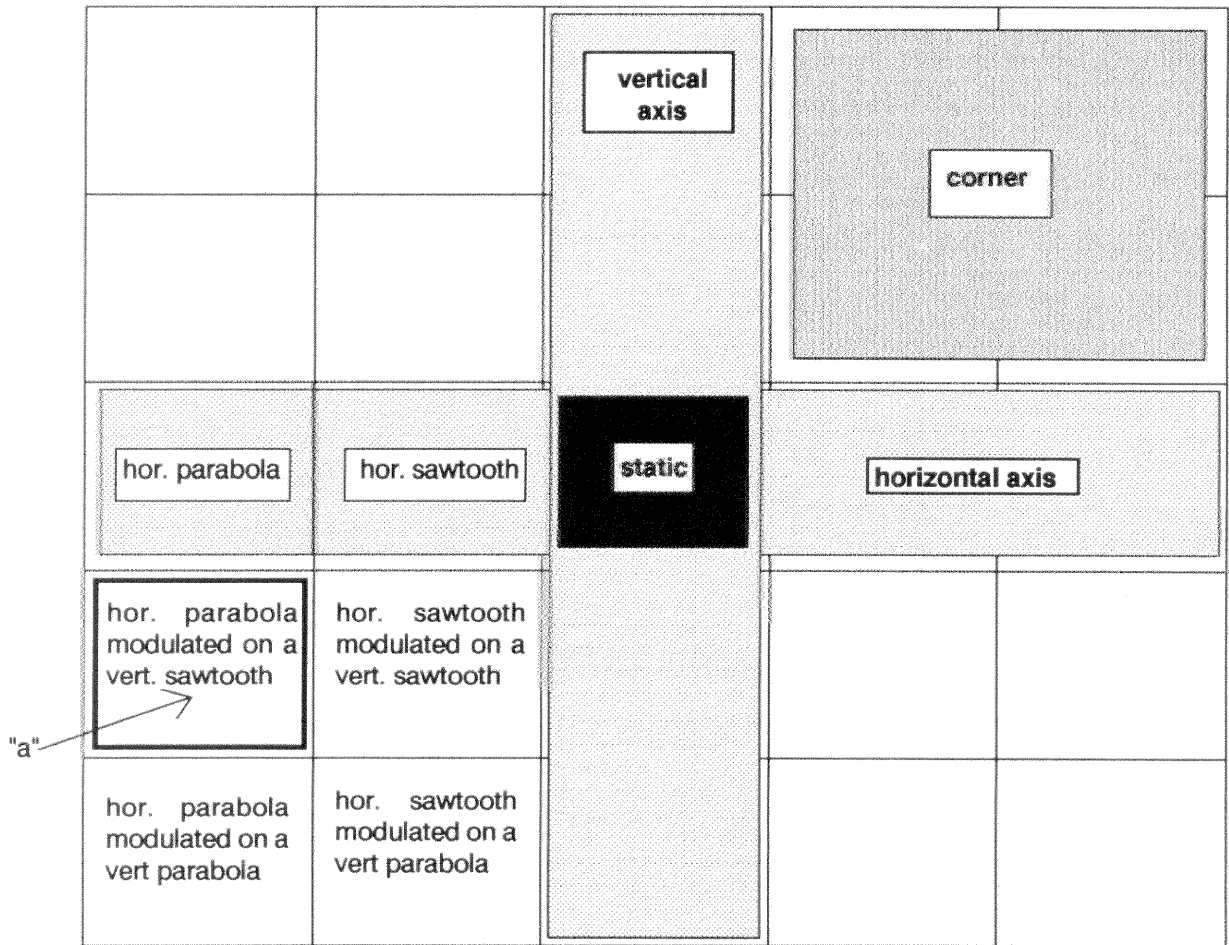 vertical
axis
corner
hor. parabola
hor. sawtooth
static
horizontal axis
hor. parabola
modulated on a
vert. sawtooth
hor. sawtooth
modulated on a
vert. sawtooth
"a"
hor. parabola
modulated on a
vert parabola
hor. sawtooth
modulated on a
vert parabola